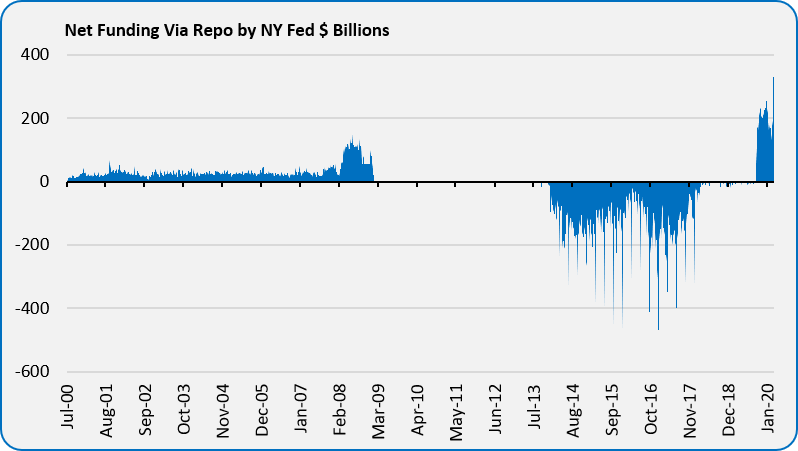 Net Funding Via Repo by NY Fed $ Billions
400
200
0
-200
-400
-600
Jul-00
Aug-01
Sep-02
Oct-03
Nov-04
Dec-05
Jan-07
Feb-08
Mar-09
Apr-10
May-11
Jun-12
Jul-13
Aug-14
Sep-15
Oct-16
Nov-17
Dec-18
Jan-20